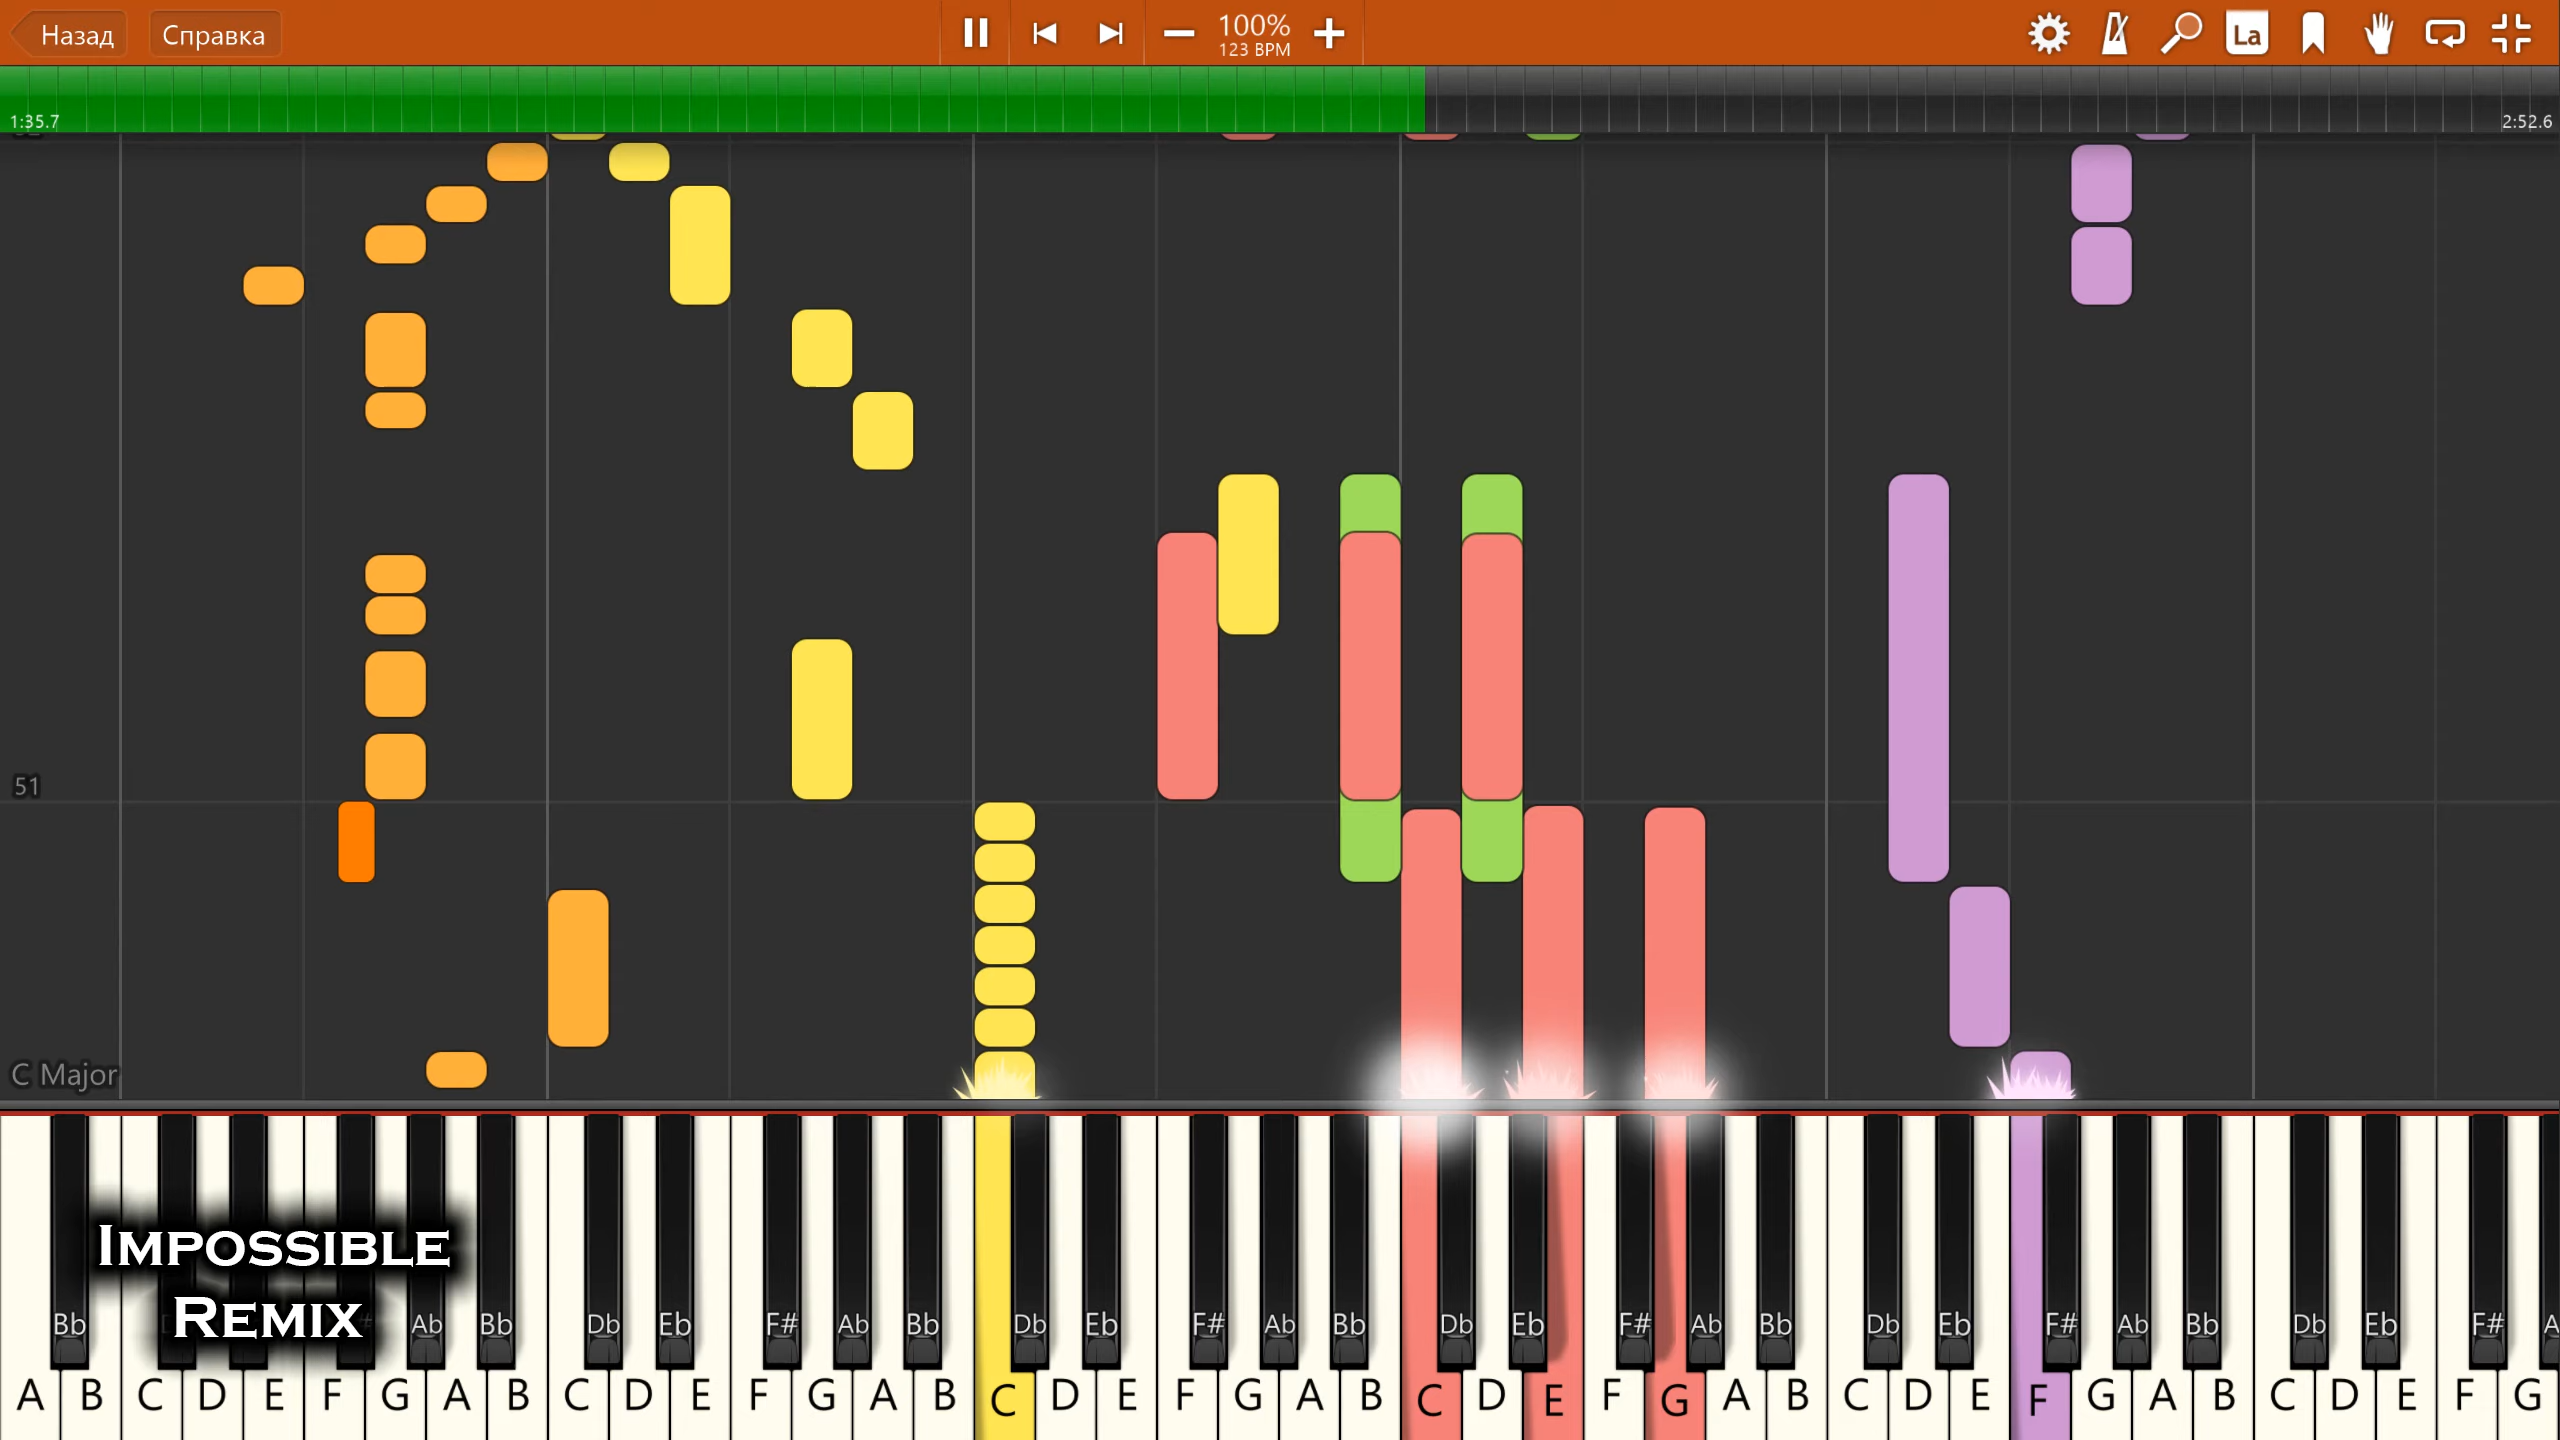 Назад Справка 100% La
123 BPM
1:35.7 2:52.6
51
C Major
Impossible
Remix
Bb Ab Bb Db Eb F# Ab Bb Db Eb F# Ab Bb Db Eb F# Ab Bb Db Eb F# Ab Bb Db Eb F# A
A B C D E F G A B C D E F G A B C D E F G A B C D E F G A B C D E F G A B C D E F G